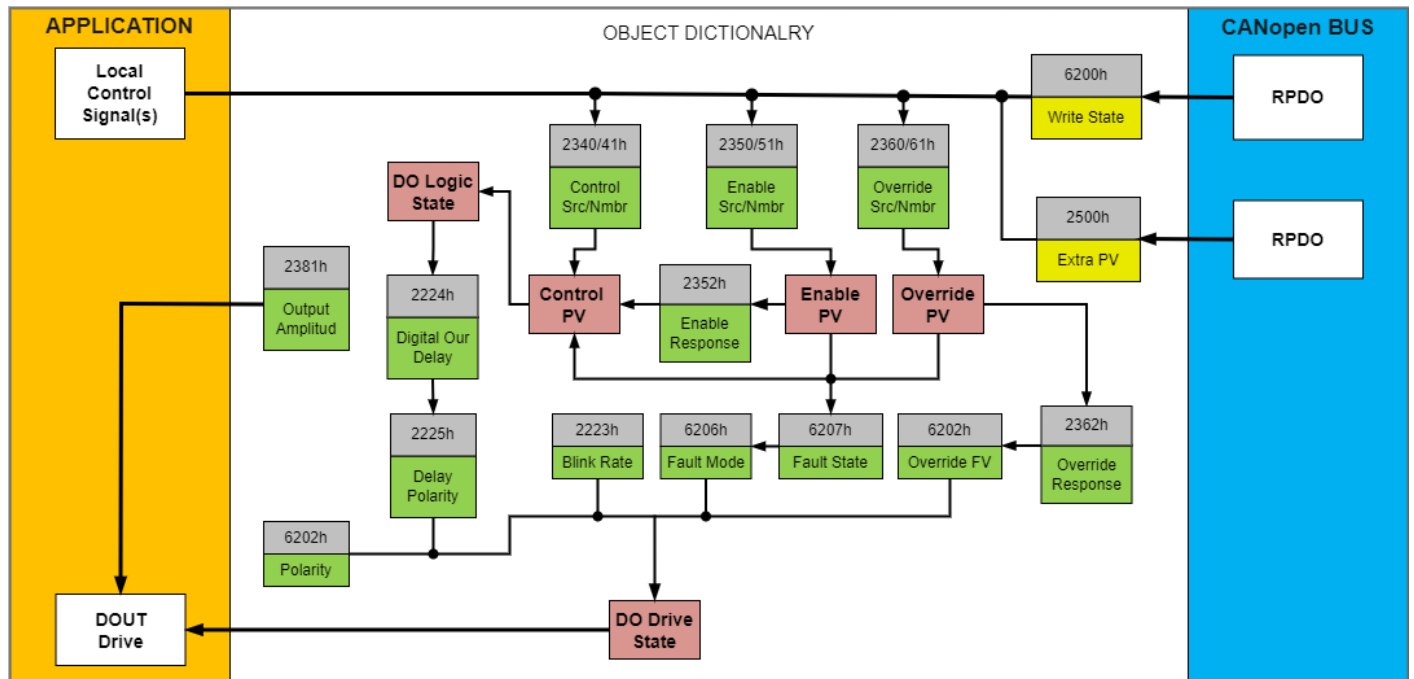 APPLICATION
OBJECT DICTIONALRY
CANopen BUS
Local
Control
Signal(s)
6200h
Write State
RPDO
2340/41h
Control
Src/Nmbr
2350/51h
Enable
Src/Nmbr
2360/61h
Override
Src/Nmbr
DO Logic
State
2500h
Extra PV
RPDO
2381h
Output
Amplitud
2224h
Digital Our
Delay
Control
PV
2352h
Enable
Response
Enable
PV
Override
PV
2225h
Delay
Polarity
2223h
Blink Rate
6206h
Fault Mode
6207h
Fault State
6202h
Override FV
2362h
Override
Response
6202h
Polarity
DOUT
Drive
DO Drive
State